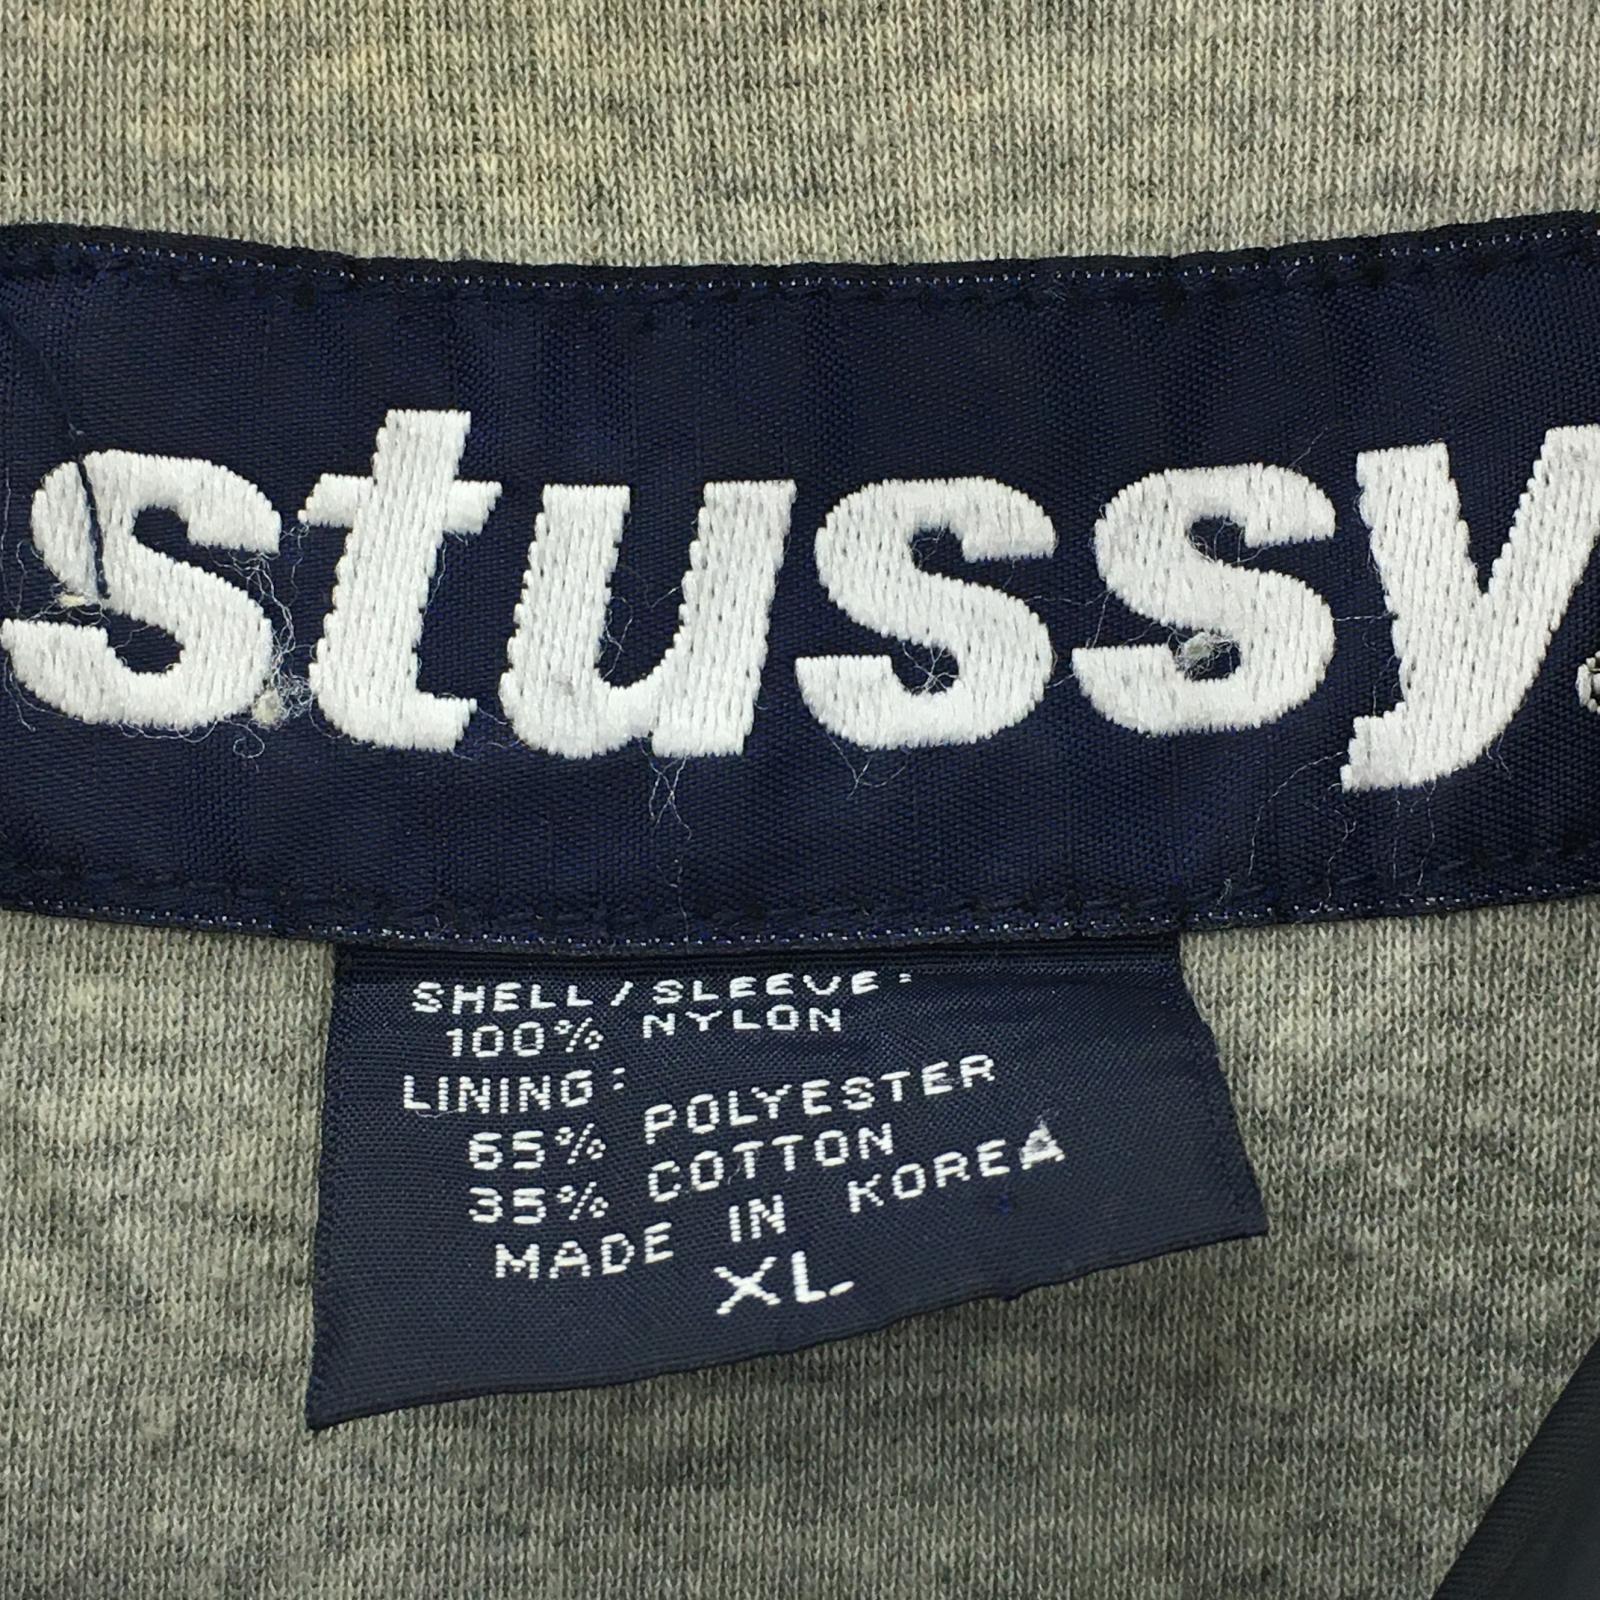 stussy
SHELL/SLEEVE:
100% NYLON
LINING:
65% POLYESTER
35% COTTON
MADE IN KOREA
XL